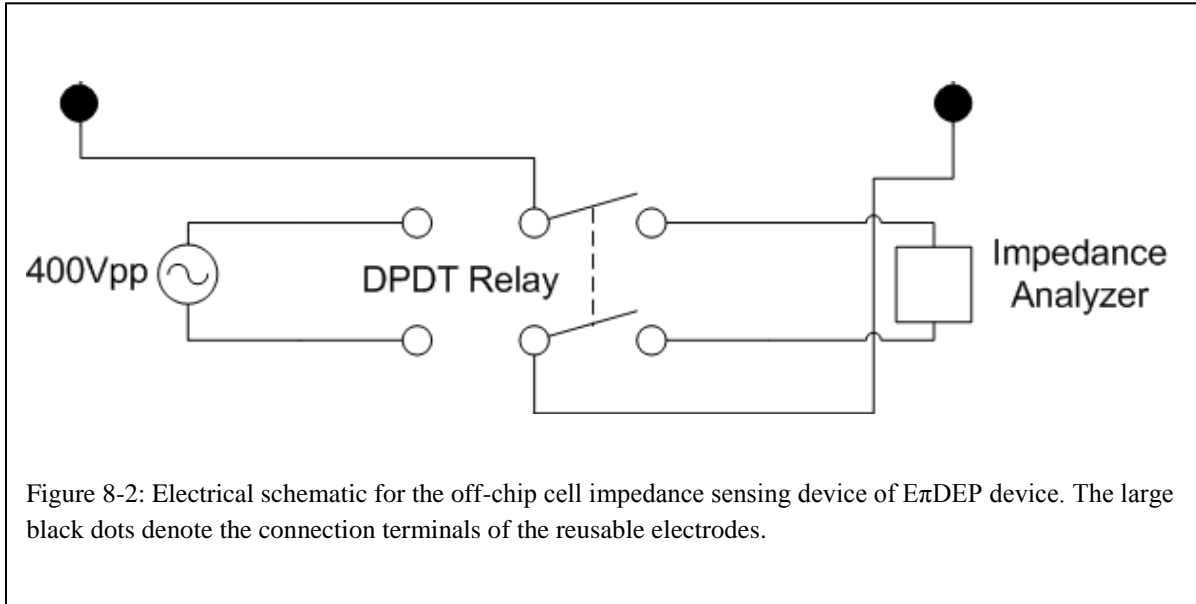 400Vpp
DPDT Relay
Impedance
Analyzer
Figure 8-2: Electrical schematic for the off-chip cell impedance sensing device of EπDEP device. The large
black dots denote the connection terminals of the reusable electrodes.